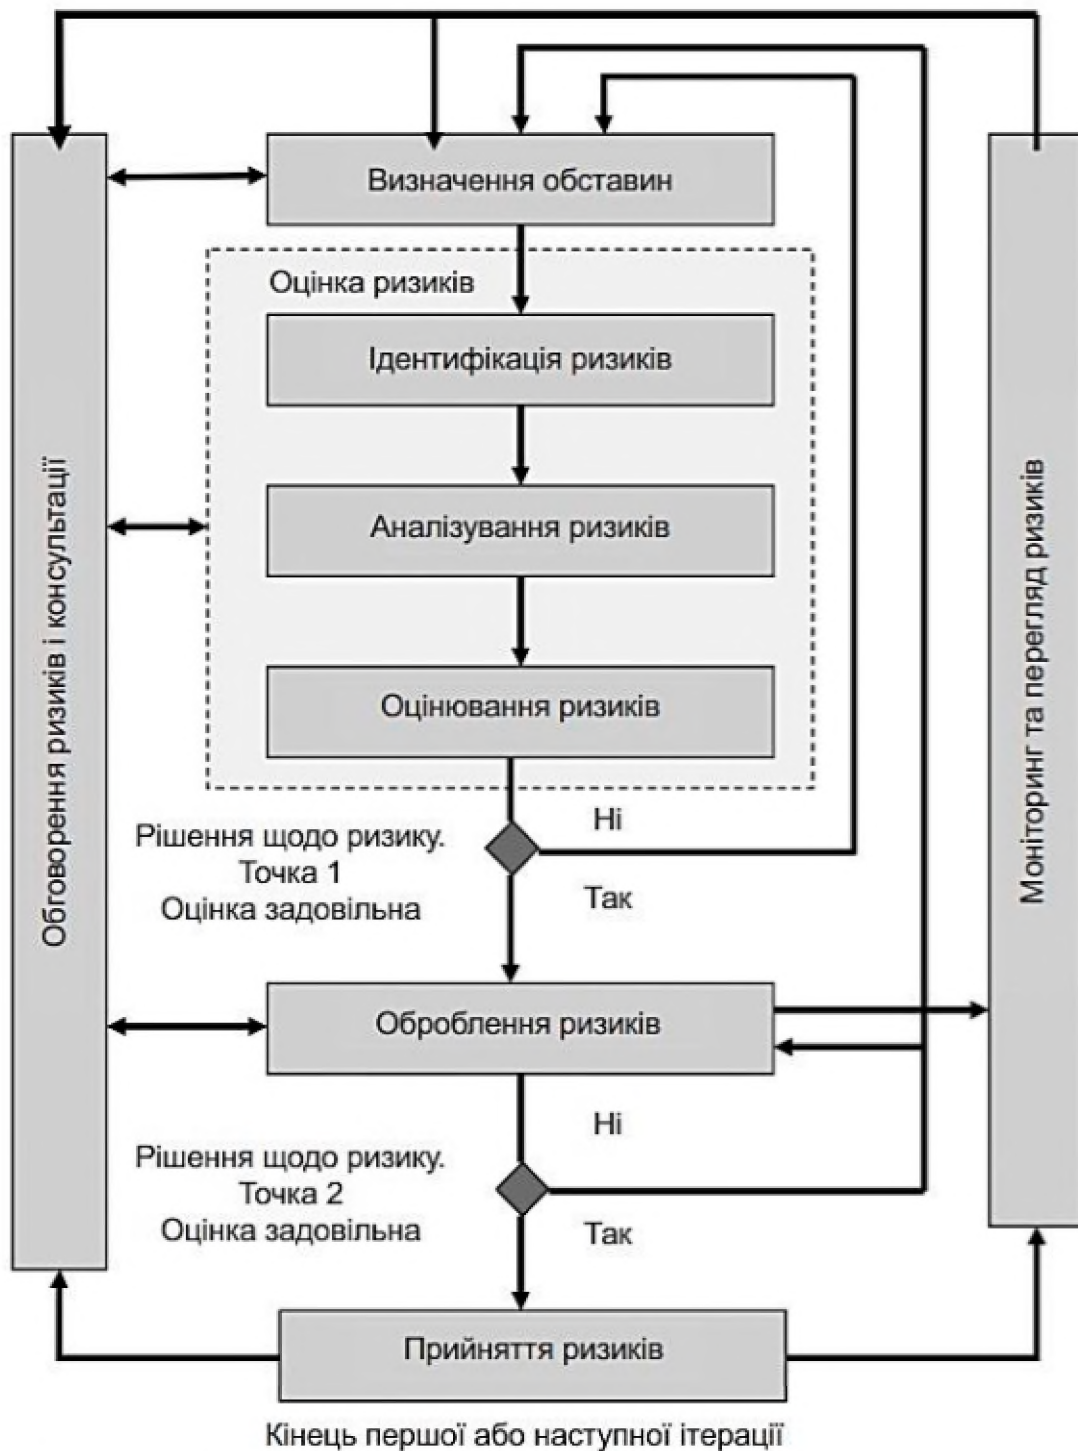 Визначення обставин
Оцінка ризиків
Ідентифікація ризиків
Аналізування ризиків
Оцінювання ризиків
Обговорення ризиків і консультації
Моніторинг та перегляд ризиків
Ні
Рішення щодо ризику.
Точка 1
Оцінка задовільна
Так
Оброблення ризиків
Ні
Рішення щодо ризику.
Точка 2
Оцінка задовільна
Так
Прийняття ризиків
Кінець першої або наступної ітерації